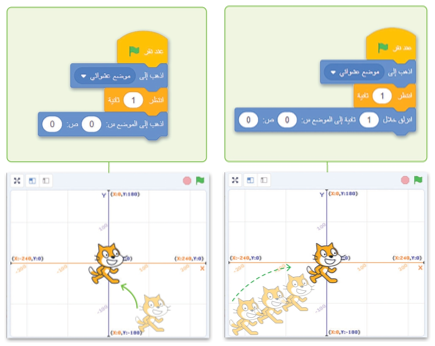 عند نقر
اذهب إلى موضع عشوائي
انتظر 1 ثانية
اذهب إلى الموضع س: 0 ص: 0
عند نقر
اذهب إلى موضع عشوائي
انتظر 1 ثانية
انزلق خلال 1 ثانية إلى الموضع س: 0 ص: 0
Y (X:0,Y:180)
(X:-240,Y:0) (X:240,Y:0)
X
(X:0,Y:-180)
Y (X:0,Y:180)
(X:-240,Y:0) (X:240,Y:0)
X
(X:0,Y:-180)